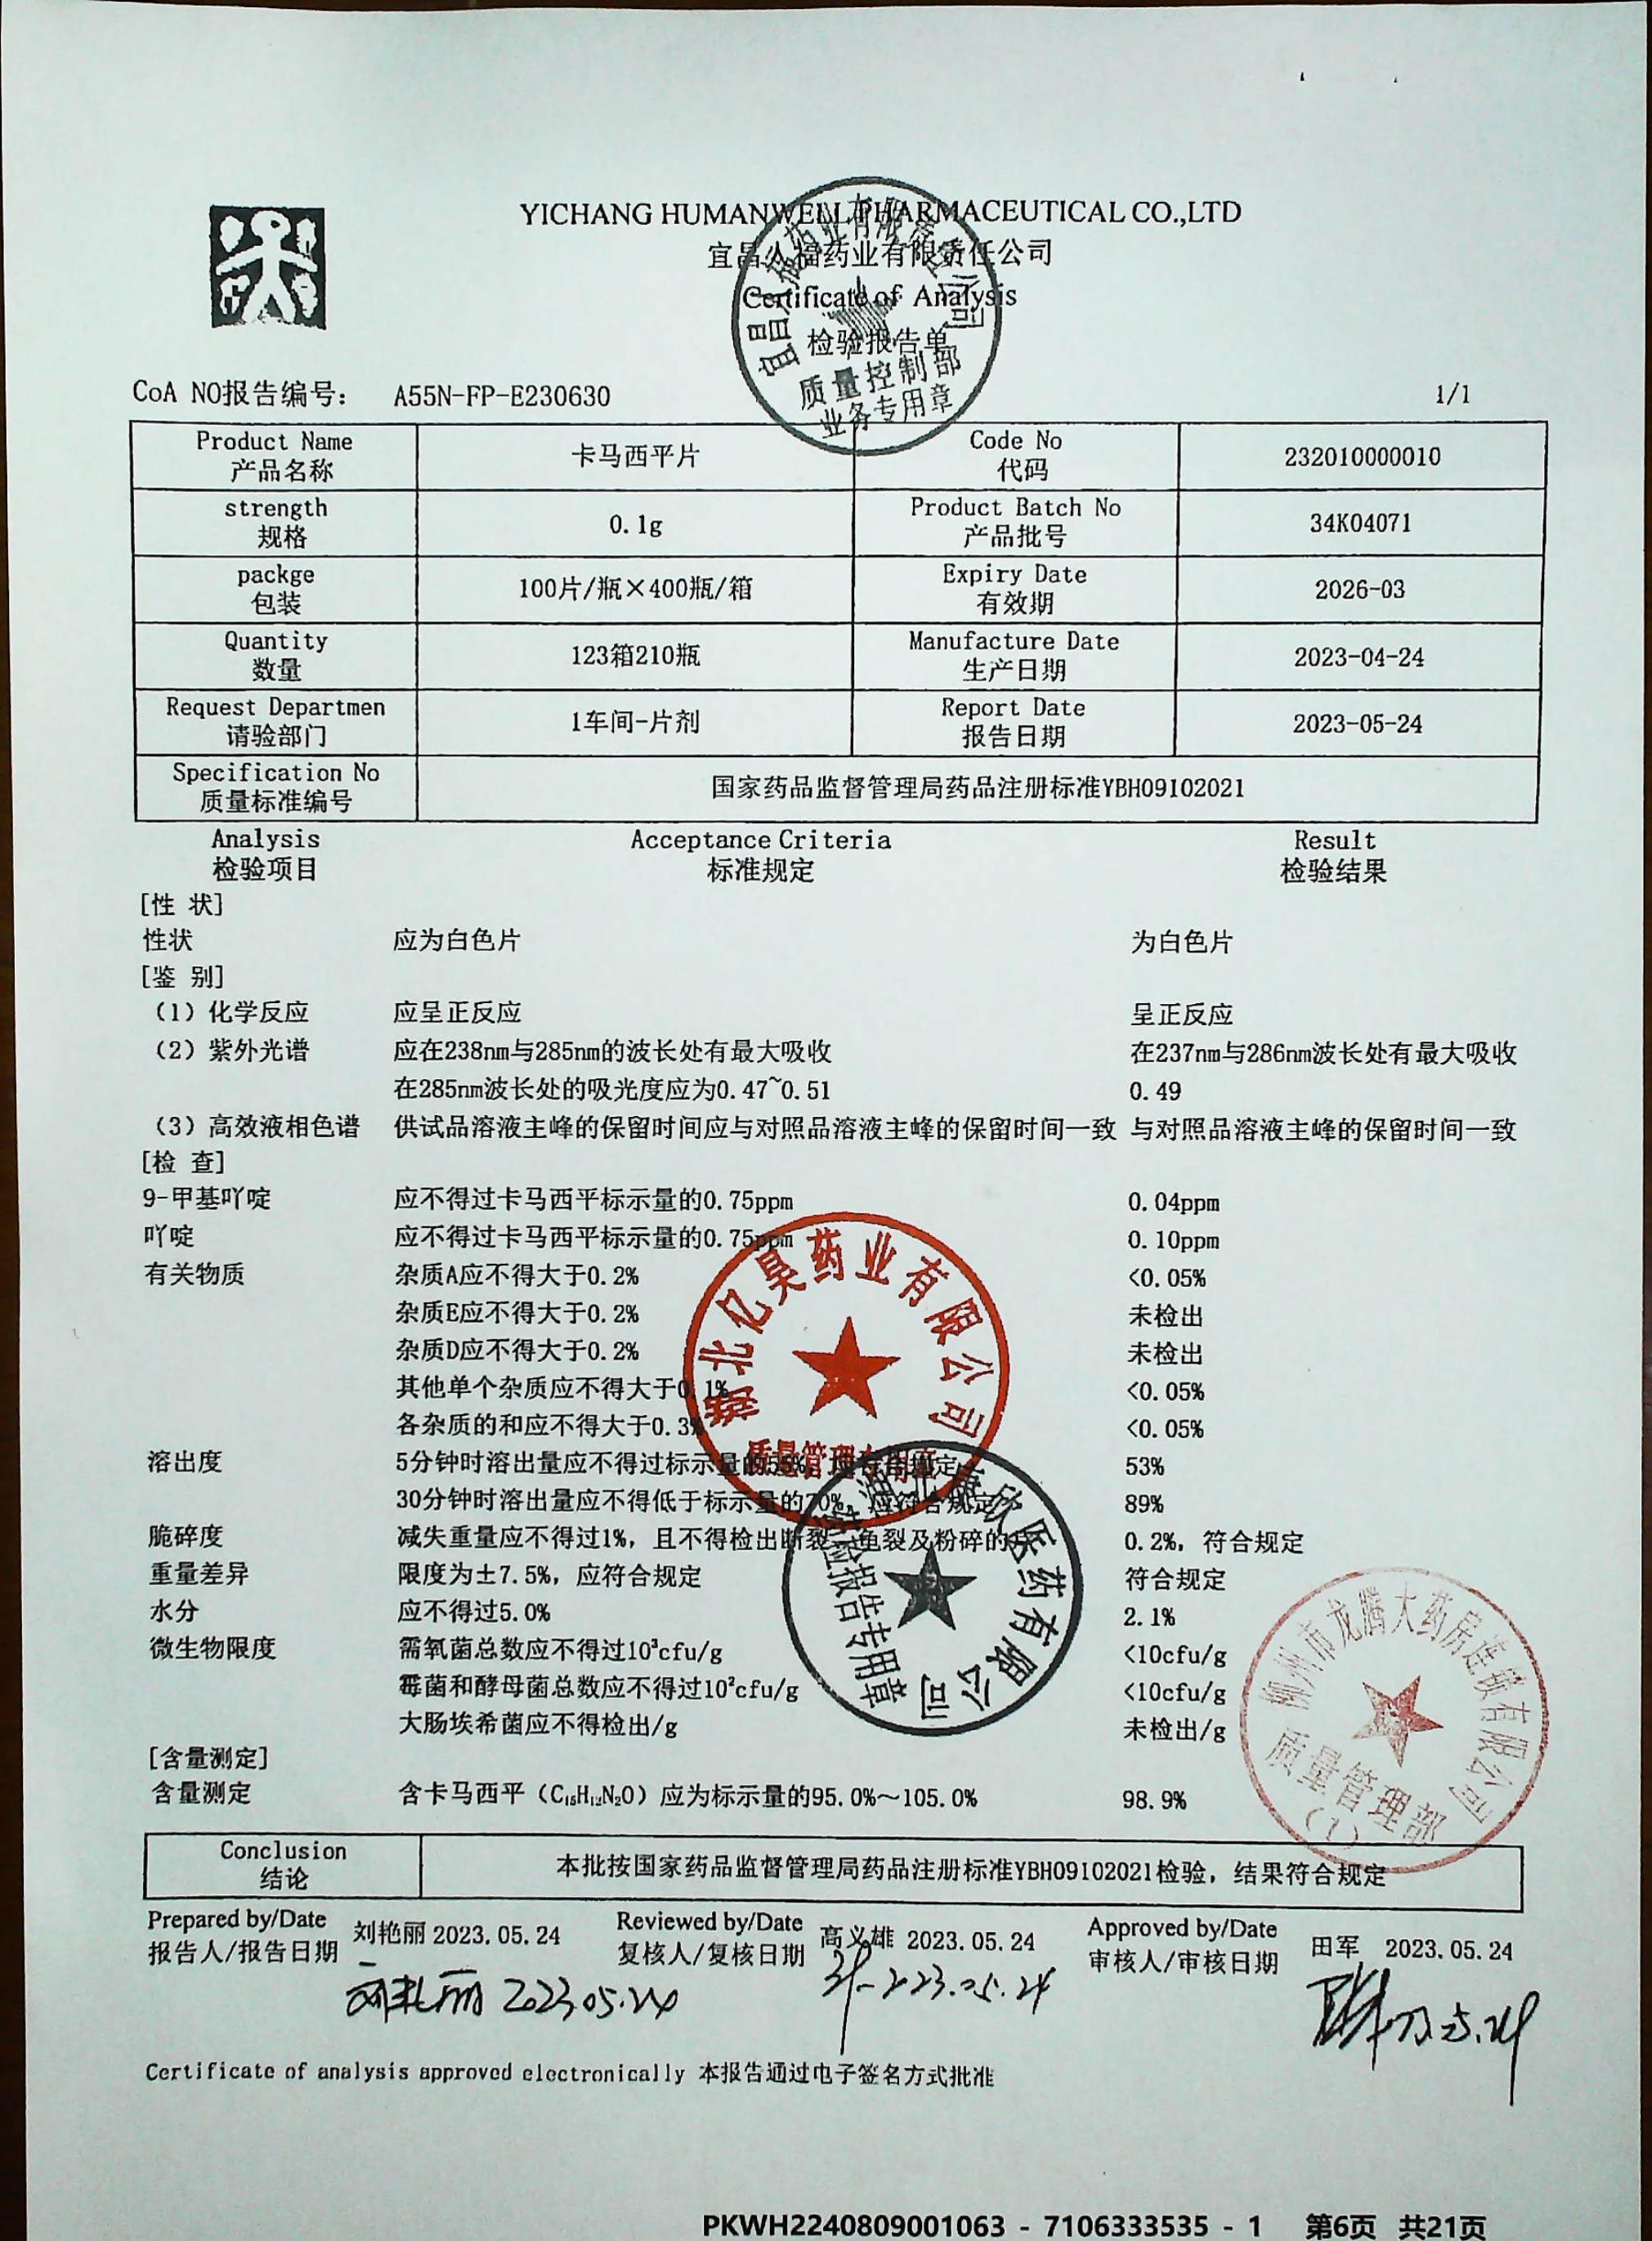 YICHANG HUMANWELL PHARMACEUTICAL CO.,LTD
宜昌人福药业有限责任公司
Certificate of Analysis
检验报告单
质量控制部
业务专用章
CoA NO报告编号： A55N-FP-E230630 1/1
Product Name 产品名称 卡马西平片 Code No 代码 232010000010
strength 规格 0.1g Product Batch No 产品批号 34K04071
packge 包装 100片/瓶×400瓶/箱 Expiry Date 有效期 2026-03
Quantity 数量 123箱210瓶 Manufacture Date 生产日期 2023-04-24
Request Departmen 请验部门 1车间-片剂 Report Date 报告日期 2023-05-24
Specification No 质量标准编号 国家药品监督管理局药品注册标准YBH09102021
Analysis Acceptance Criteria Result
检验项目 标准规定 检验结果
[性 状]
性状 应为白色片 为白色片
[鉴 别]
（1）化学反应 应呈正反应 呈正反应
（2）紫外光谱 应在238nm与285nm的波长处有最大吸收 在237nm与286nm波长处有最大吸收
在285nm波长处的吸光度应为0.47~0.51 0.49
（3）高效液相色谱 供试品溶液主峰的保留时间应与对照品溶液主峰的保留时间一致 与对照品溶液主峰的保留时间一致
[检 查]
9-甲基吖啶 应不得过卡马西平标示量的0.75ppm 0.04ppm
吖啶 应不得过卡马西平标示量的0.75ppm 0.10ppm
有关物质 杂质A应不得大于0.2% <0.05%
杂质E应不得大于0.2% 未检出
杂质D应不得大于0.2% 未检出
其他单个杂质应不得大于0.1% <0.05%
各杂质的和应不得大于0.3% <0.05%
湖北亿昊药业有限公司
质量管理专用章
溶出度 5分钟时溶出量应不得过标示量的55%，应符合规定 53%
30分钟时溶出量应不得低于标示量的70%，应符合规定 89%
脆碎度 减失重量应不得过1%，且不得检出断裂、龟裂及粉碎的 0.2%，符合规定
重量差异 限度为±7.5%，应符合规定 符合规定
水分 应不得过5.0% 2.1%
微生物限度 需氧菌总数应不得过10³cfu/g <10cfu/g
霉菌和酵母菌总数应不得过10²cfu/g <10cfu/g
大肠埃希菌应不得检出/g 未检出/g
欣医药有限公司
检报告专用章
柳州市龙腾大药房连锁有限公司
质量管理部
（1）
[含量测定]
含量测定 含卡马西平（C₁₅H₁₂N₂O）应为标示量的95.0%～105.0% 98.9%
Conclusion 结论 本批按国家药品监督管理局药品注册标准YBH09102021检验，结果符合规定
Prepared by/Date 报告人/报告日期 刘艳丽 2023.05.24 Reviewed by/Date 复核人/复核日期 高义雄 2023.05.24 Approved by/Date 审核人/审核日期 田军 2023.05.24
刘艳丽 2023.05.24
Certificate of analysis approved electronically 本报告通过电子签名方式批准
PKWH2240809001063 - 7106333535 - 1 第6页 共21页